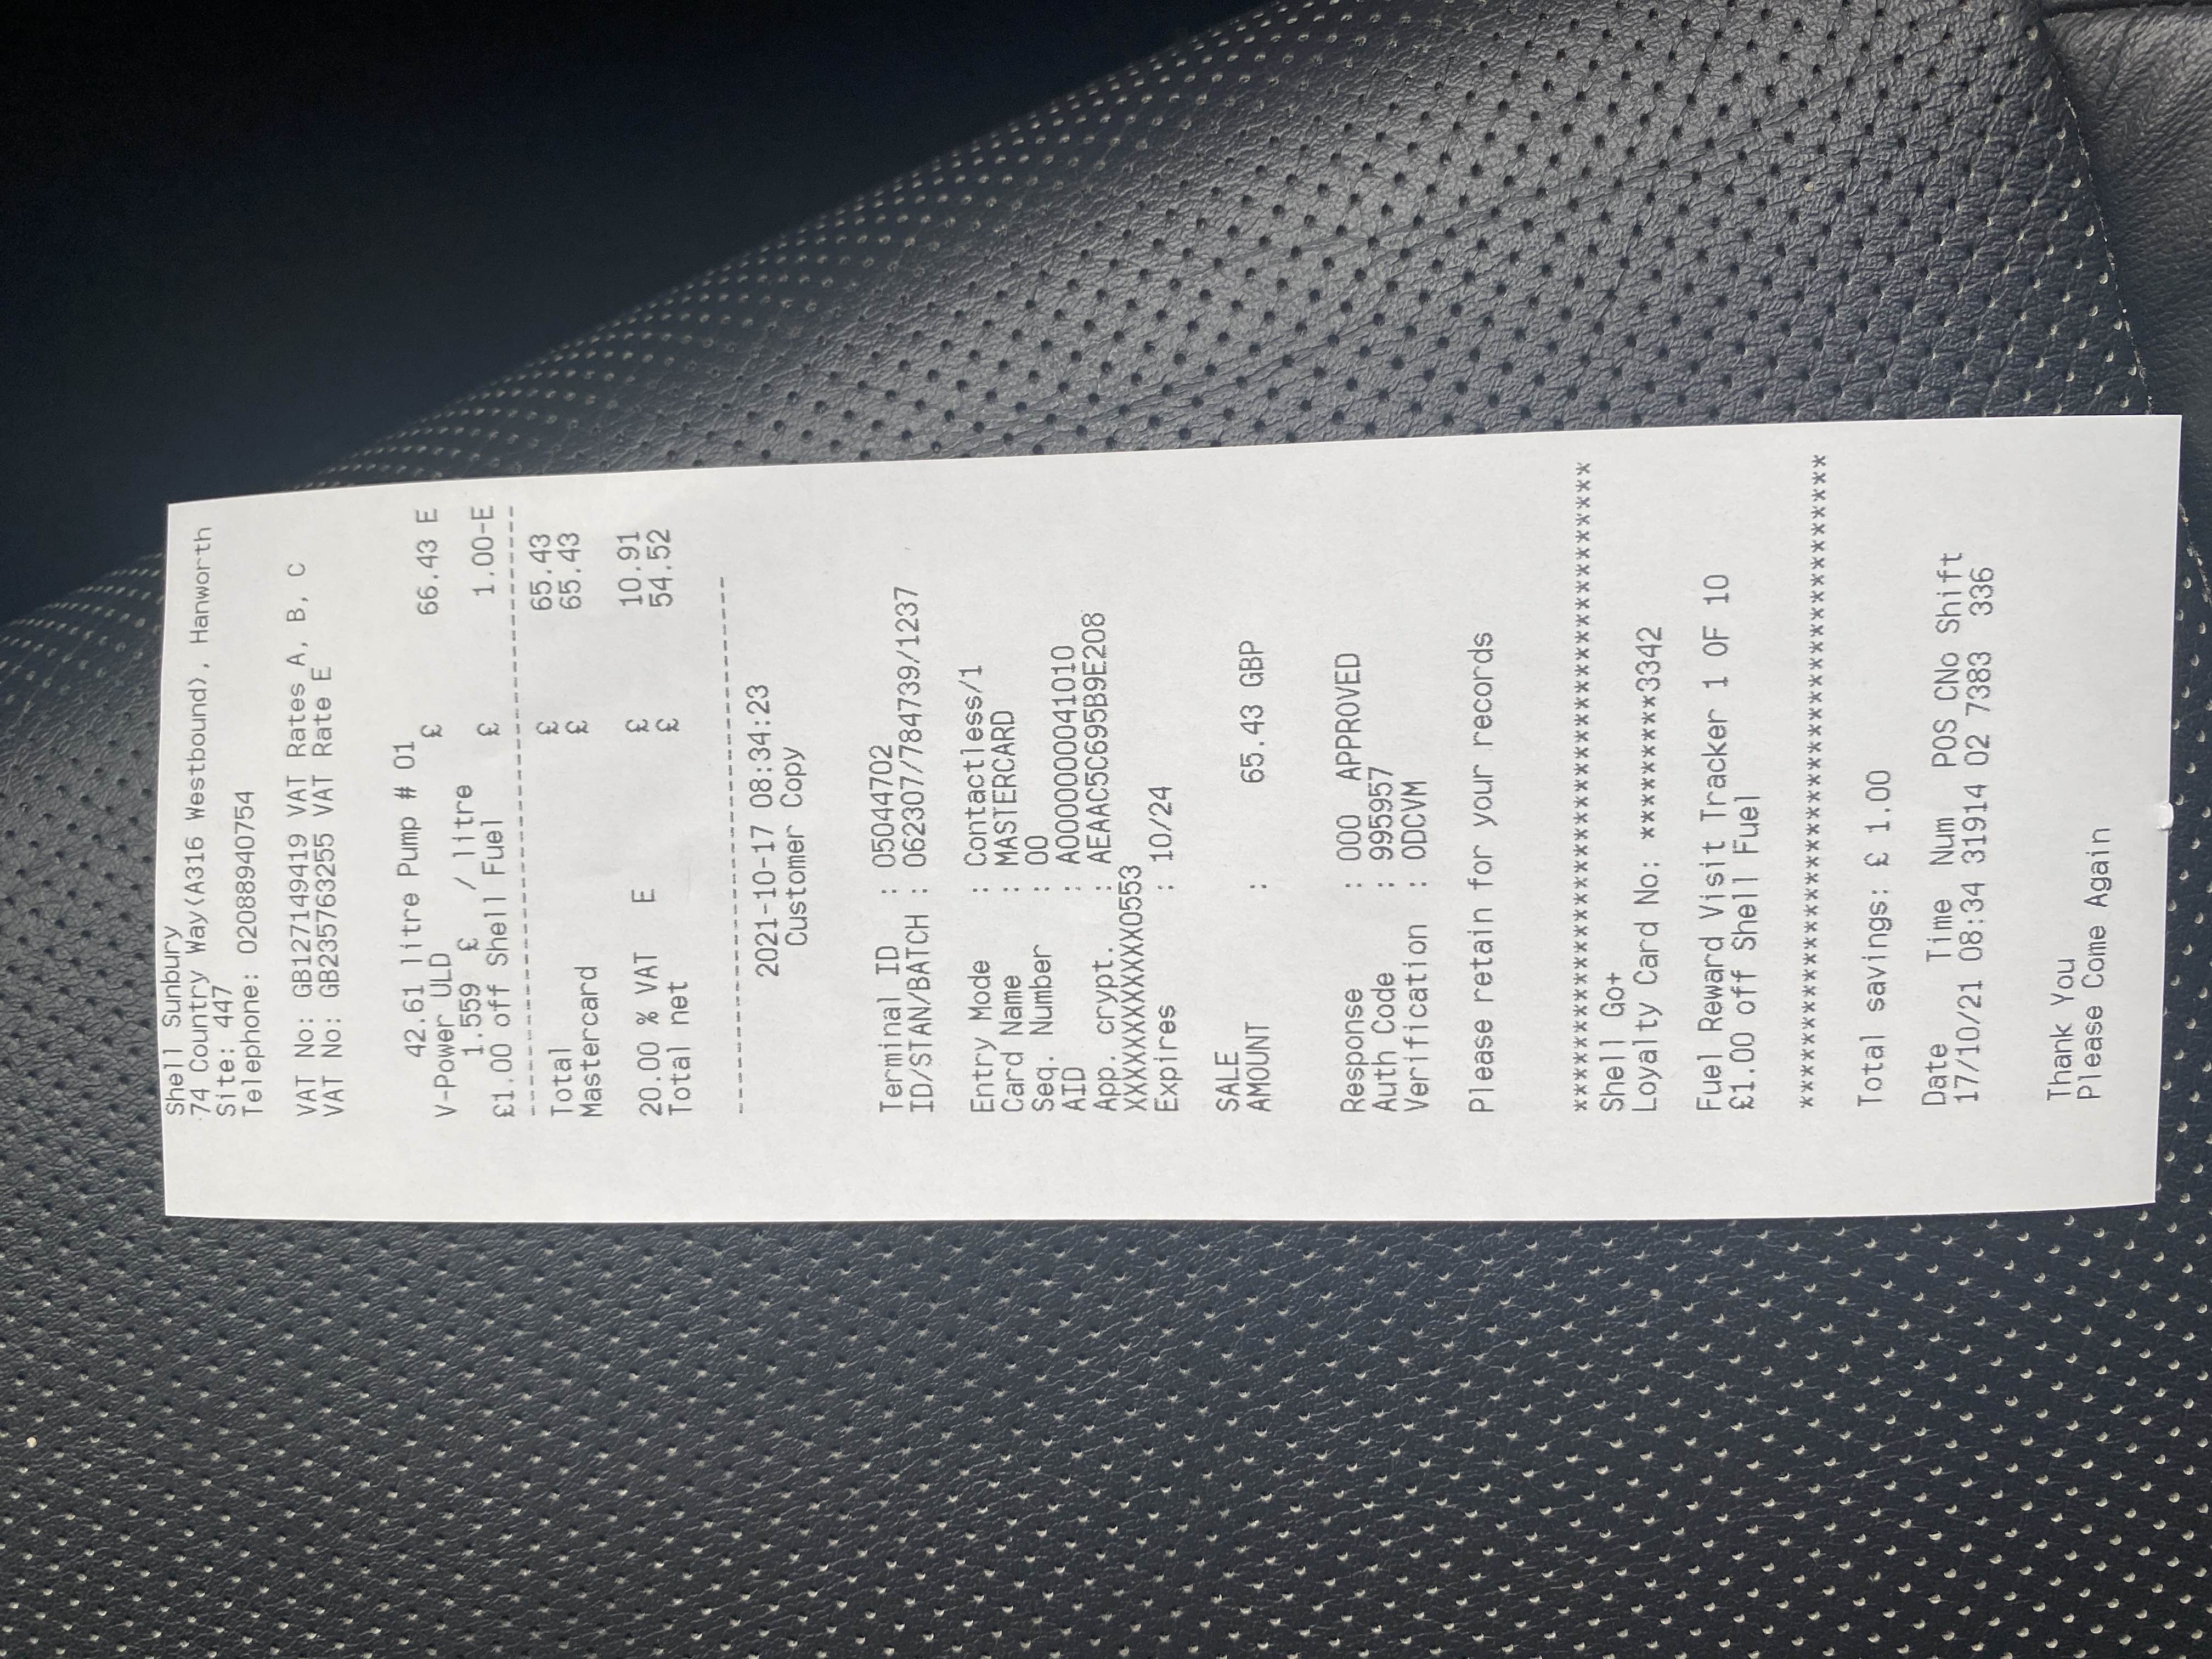 Shell Sunbury
74 Country Way(A316 Westbound), Hanworth
Site: 447
Telephone: 02088940754
VAT No: GB127149419 VAT Rates A, B, C
VAT No: GB235763255 VAT Rate E
42.61 litre Pump # 01
V-Power ULD £ 66.43 E
1.559 £ / litre
£1.00 off Shell Fuel £ 1.00-E
--------------------------------------
Total £ 65.43
Mastercard £ 65.43
20.00 % VAT E £ 10.91
Total net £ 54.52
-----------------------------------
2021-10-17 08:34:23
Customer Copy
Terminal ID : 05044702
ID/STAN/BATCH : 062307/784739/1237
Entry Mode : Contactless/1
Card Name : MASTERCARD
Seq. Number : 00
AID : A0000000041010
App. crypt. : AEAAC5C695B9E208
XXXXXXXXXXXX0553
Expires : 10/24
SALE
AMOUNT : 65.43 GBP
Response : 000 APPROVED
Auth Code : 995957
Verification : ODCVM
Please retain for your records
****************************************
Shell Go+
Loyalty Card No: *********3342
Fuel Reward Visit Tracker 1 OF 10
£1.00 off Shell Fuel
****************************************
Total savings: £ 1.00
Date Time Num POS CNo Shift
17/10/21 08:34 31914 02 7383 336
Thank You
Please Come Again